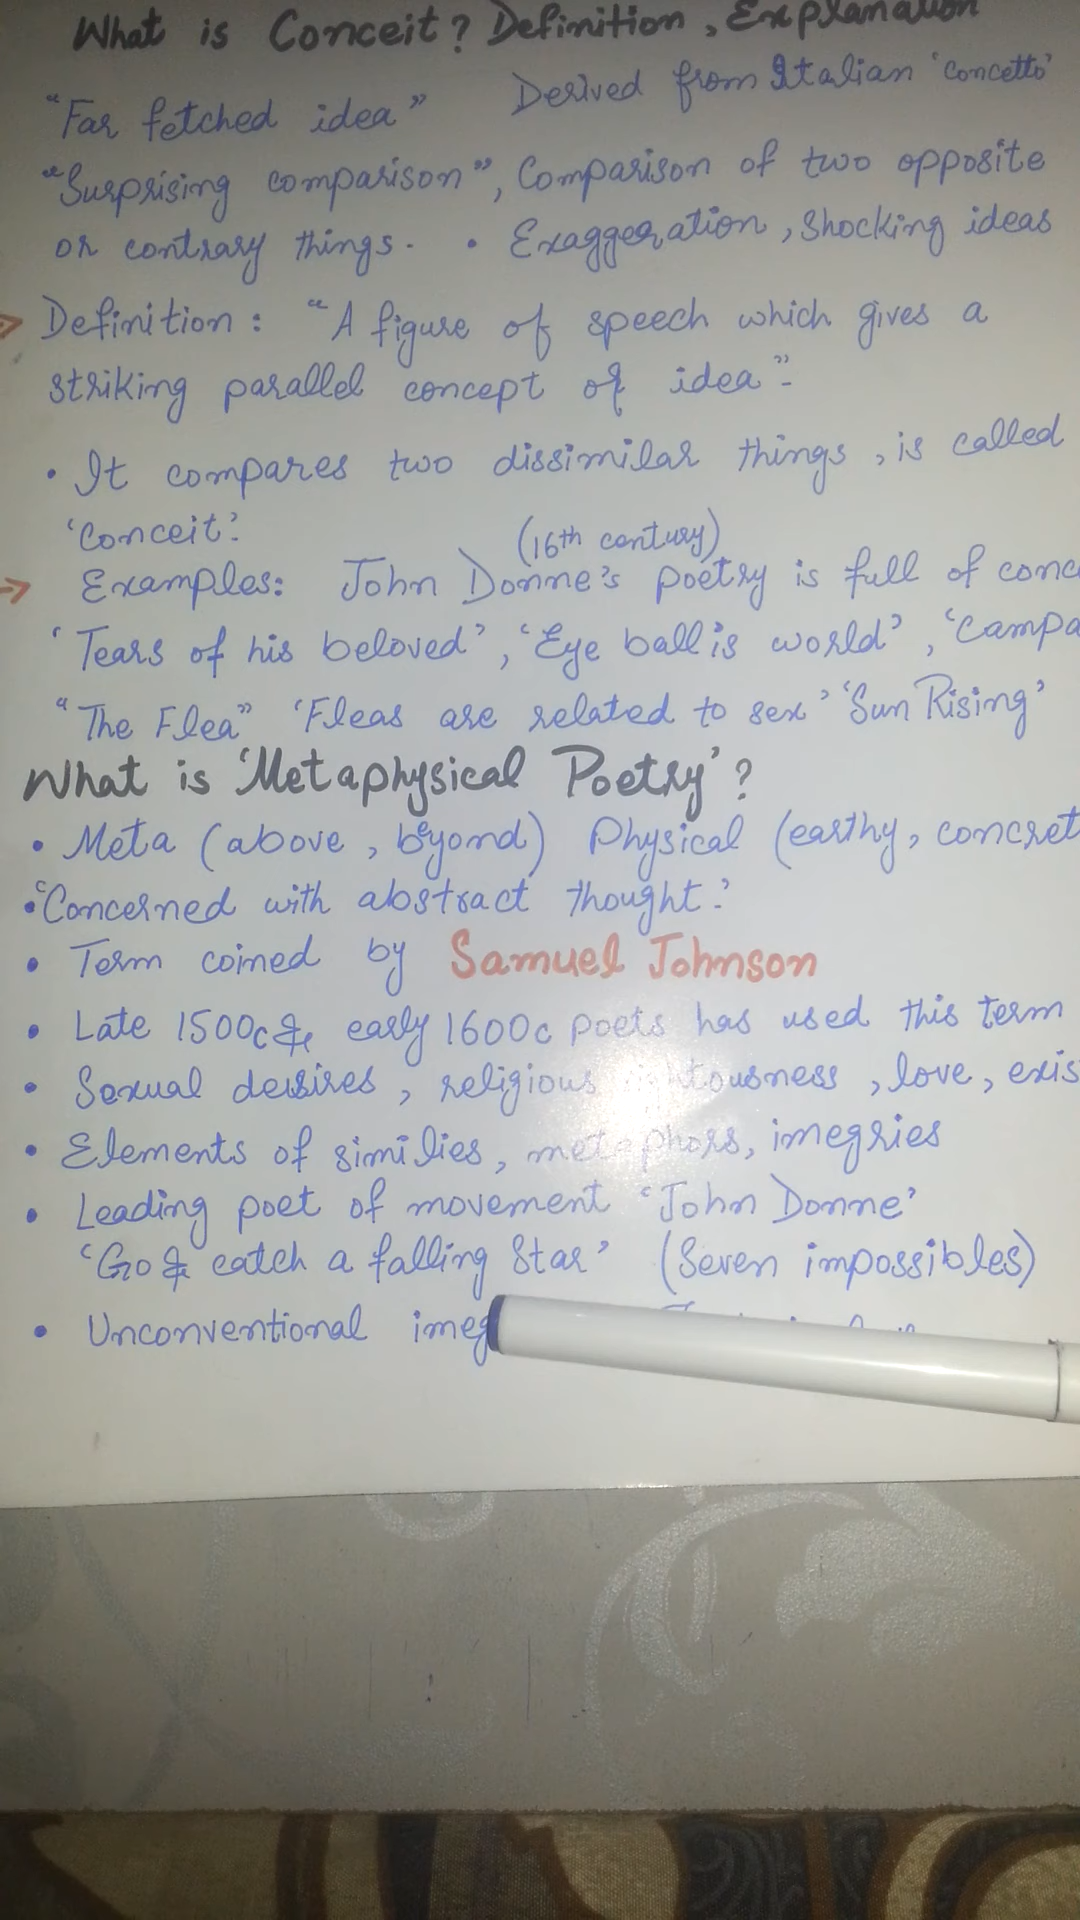 What is Conceit? Definition, Explanation
"Far fetched idea" Derived from Italian 'concetto'
"Surprising comparison", Comparison of two opposite
or contrary things. • Exaggeration, Shocking ideas
Definition: "A figure of speech which gives a
striking parallel concept of idea".
• It compares two dissimilar things, is called
'Conceit'.
(16th century)
Examples: John Donne's poetry is full of conc
'Tears of his beloved', 'Eye ball is world', 'Campa
"The Flea" 'Fleas are related to sex' 'Sun Rising'
What is 'Metaphysical Poetry'?
• Meta (above, beyond) Physical (earthy, concret
• 'Concerned with abstract thought'.
• Term coined by Samuel Johnson
• Late 1500c & early 1600c poets has used this term
• Sexual desires, religious , love, exis
• Elements of similies, metaphors, imegries
• Leading poet of movement 'John Donne'
'Go & catch a falling Star' (Seven impossibles)
• Unconventional imeg